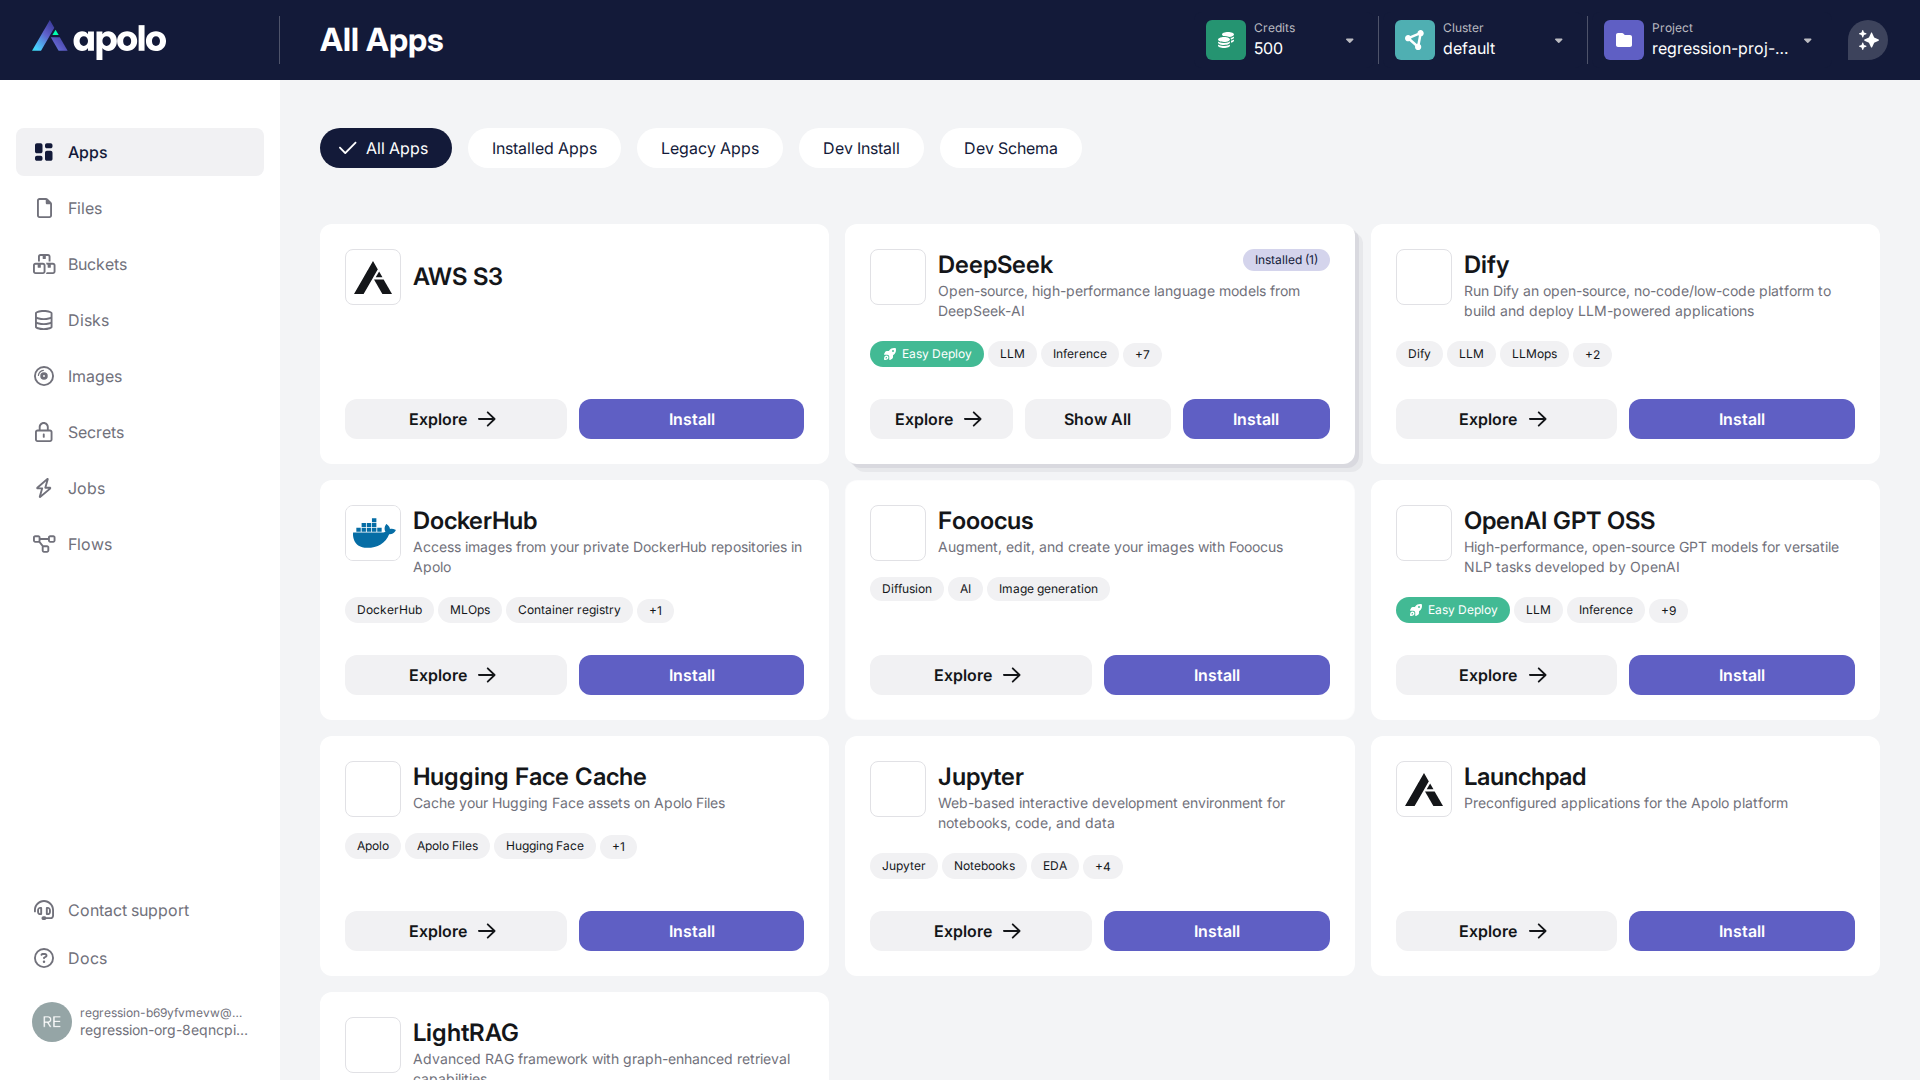 apolo
All Apps
Credits
500
Cluster
default
Project
regression-proj-...
Apps
Files
Buckets
Disks
Images
Secrets
Jobs
Flows
Contact support
Docs
RE
regression-b69yfvmevw@...
regression-org-8eqncpi...
All Apps
Installed Apps
Legacy Apps
Dev Install
Dev Schema
AWS S3
Explore
Install
DeepSeek
Installed (1)
Open-source, high-performance language models from
DeepSeek-AI
Easy Deploy
LLM
Inference
+7
Explore
Show All
Install
Dify
Run Dify an open-source, no-code/low-code platform to
build and deploy LLM-powered applications
Dify
LLM
LLMops
+2
Explore
Install
DockerHub
Access images from your private DockerHub repositories in
Apolo
DockerHub
MLOps
Container registry
+1
Explore
Install
Fooocus
Augment, edit, and create your images with Fooocus
Diffusion
AI
Image generation
Explore
Install
OpenAI GPT OSS
High-performance, open-source GPT models for versatile
NLP tasks developed by OpenAI
Easy Deploy
LLM
Inference
+9
Explore
Install
Hugging Face Cache
Cache your Hugging Face assets on Apolo Files
Apolo
Apolo Files
Hugging Face
+1
Explore
Install
Jupyter
Web-based interactive development environment for
notebooks, code, and data
Jupyter
Notebooks
EDA
+4
Explore
Install
Launchpad
Preconfigured applications for the Apolo platform
Explore
Install
LightRAG
Advanced RAG framework with graph-enhanced retrieval
capabilities